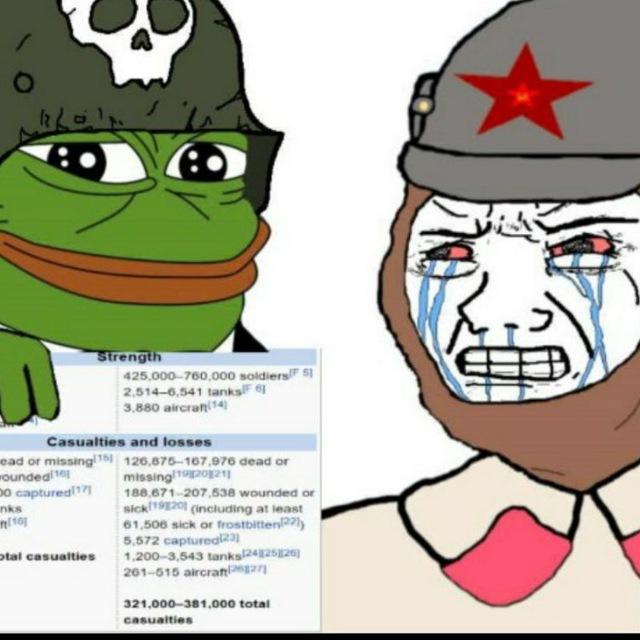 Strength
425,000–760,000 soldiers[F 5]
2,514–6,541 tanks[F 6]
3,880 aircraft[14]
Casualties and losses
ead or missing[15]
ounded[16]
00 captured[17]
nks
ft[16]
otal casualties
126,875–167,976 dead or
missing[19][20][21]
188,671–207,538 wounded or
sick[19][20] (including at least
61,506 sick or frostbitten[22])
5,572 captured[23]
1,200–3,543 tanks[24][25][26]
261–515 aircraft[26][27]
321,000–381,000 total
casualties